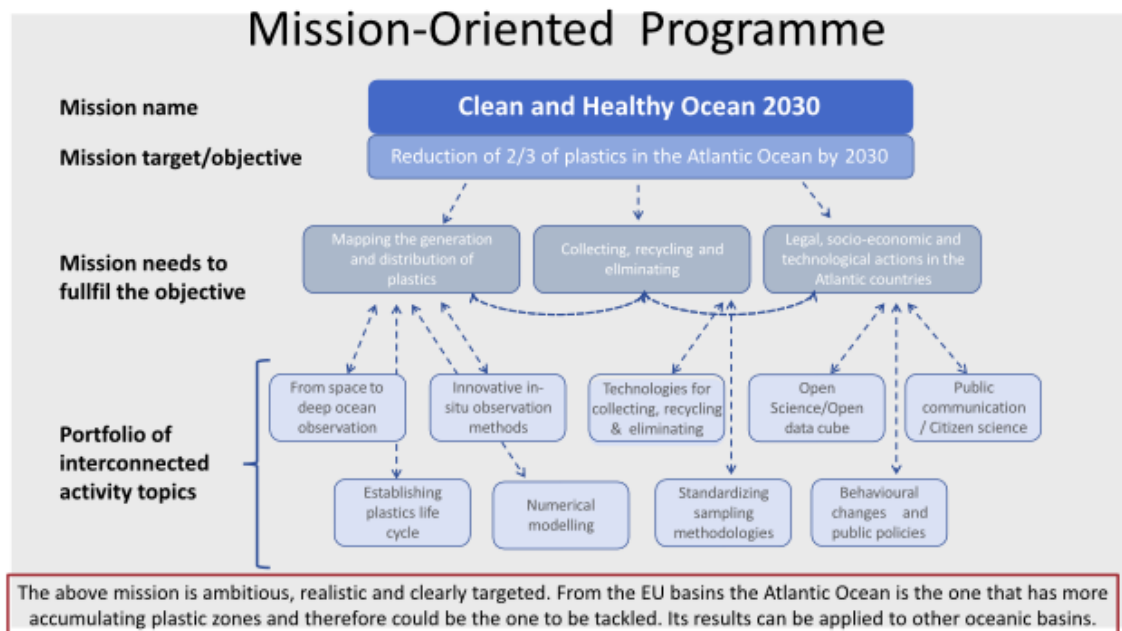 Mission-Oriented Programme
Mission name
Clean and Healthy Ocean 2030
Mission target/objective
Reduction of 2/3 of plastics in the Atlantic Ocean by 2030
Mission needs to
fullfil the objective
Mapping the generation
and distribution of
plastics
Collecting, recycling and
ellminating
Legal, socio-economic and
technological actions in the
Atlantic countries
Portfolio of
interconnected
activity topics
From space to
deep ocean
observation
Innovative in-
situ observation
methods
Technologies for
collecting, recycling
& eliminating
Open
Science/Open
data cube
Public
communication
/ Citizen science
Establishing
plastics life
cycle
Numerical
modelling
Standardizing
sampling
methodologies
Behavioural
changes and
public policies
The above mission is ambitious, realistic and clearly targeted. From the EU basins the Atlantic Ocean is the one that has more
accumulating plastic zones and therefore could be the one to be tackled. Its results can be applied to other oceanic basins.